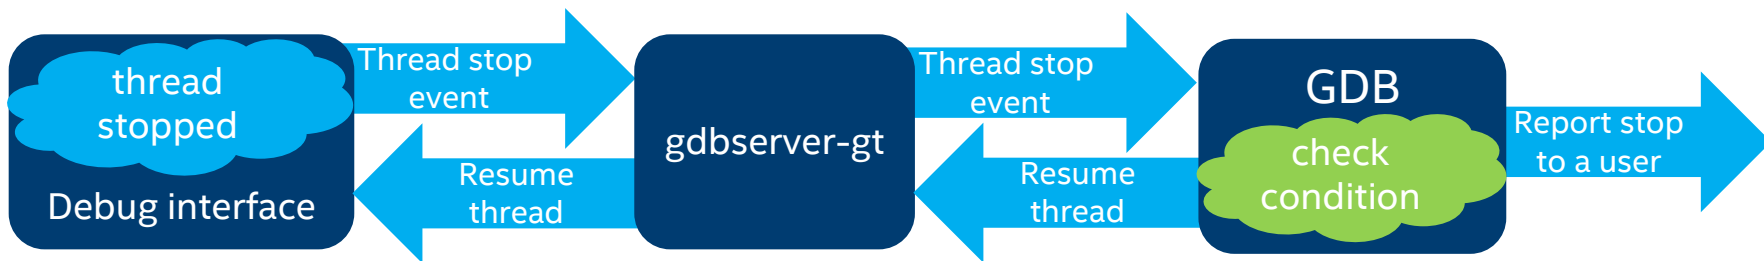 thread
stopped
Debug interface
Thread stop
event
Resume
thread
gdbserver-gt
Thread stop
event
Resume
thread
GDB
check
condition
Report stop
to a user